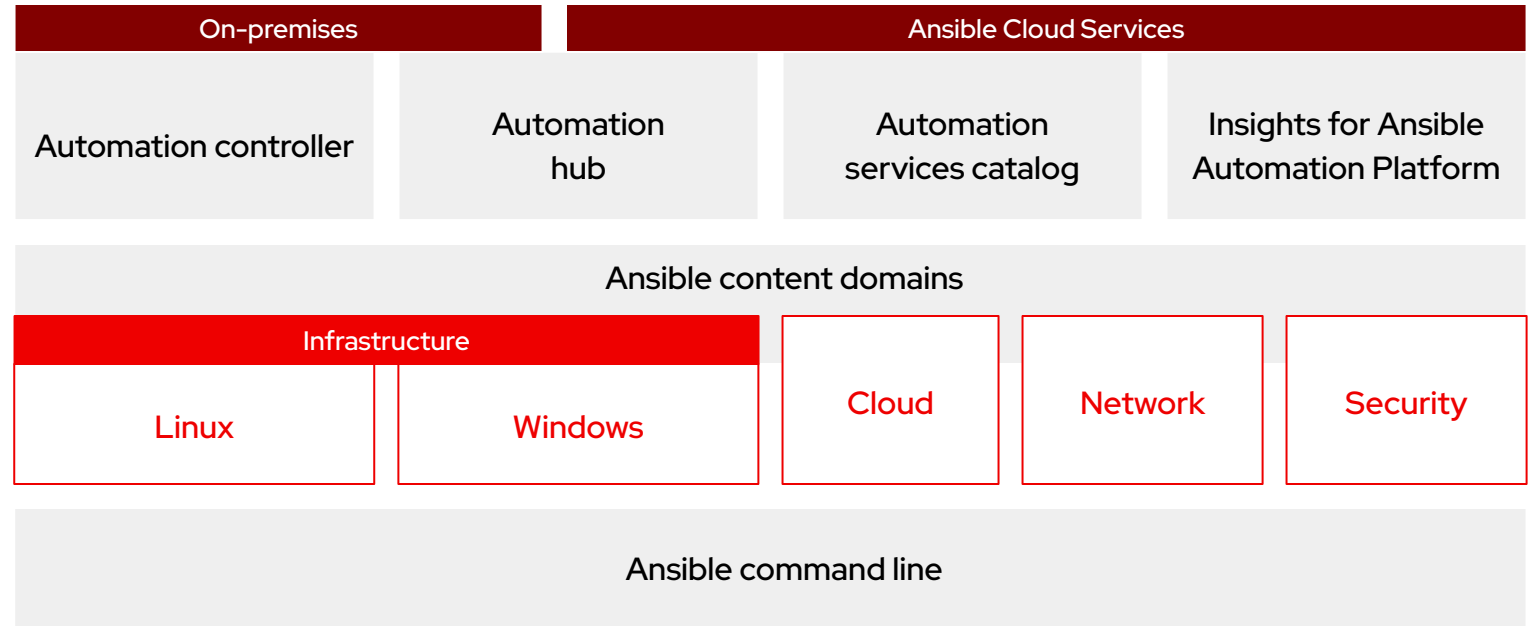 On-premises
Ansible Cloud Services
Automation controller
Automation
hub
Automation
services catalog
Insights for Ansible
Automation Platform
Ansible content domains
Infrastructure
Linux
Windows
Cloud
Network
Security
Ansible command line